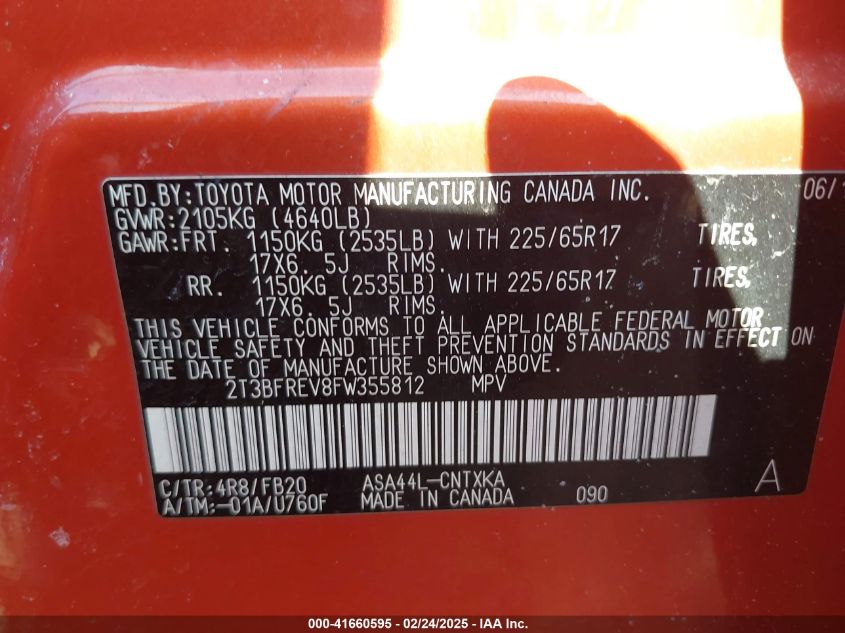 MFD.BY:TOYOTA MOTOR MANUFACTURING CANADA INC. 06/1
GVWR:2105KG (4640LB)
GAWR:FRT. 1150KG (2535LB) WITH 225/65R17 TIRES,
17X6.5J RIMS.
RR. 1150KG (2535LB) WITH 225/65R17 TIRES,
17X6.5J RIMS.
THIS VEHICLE CONFORMS TO ALL APPLICABLE FEDERAL MOTOR
VEHICLE SAFETY AND THEFT PREVENTION STANDARDS IN EFFECT ON
THE DATE OF MANUFACTURE SHOWN ABOVE.
2T3BFREV8FW355812 MPV
C/TR:4R8/FB20 ASA44L-CNTXKA A
A/TM:-01A/U760F MADE IN CANADA 090
000-41660595 - 02/24/2025 - IAA Inc.